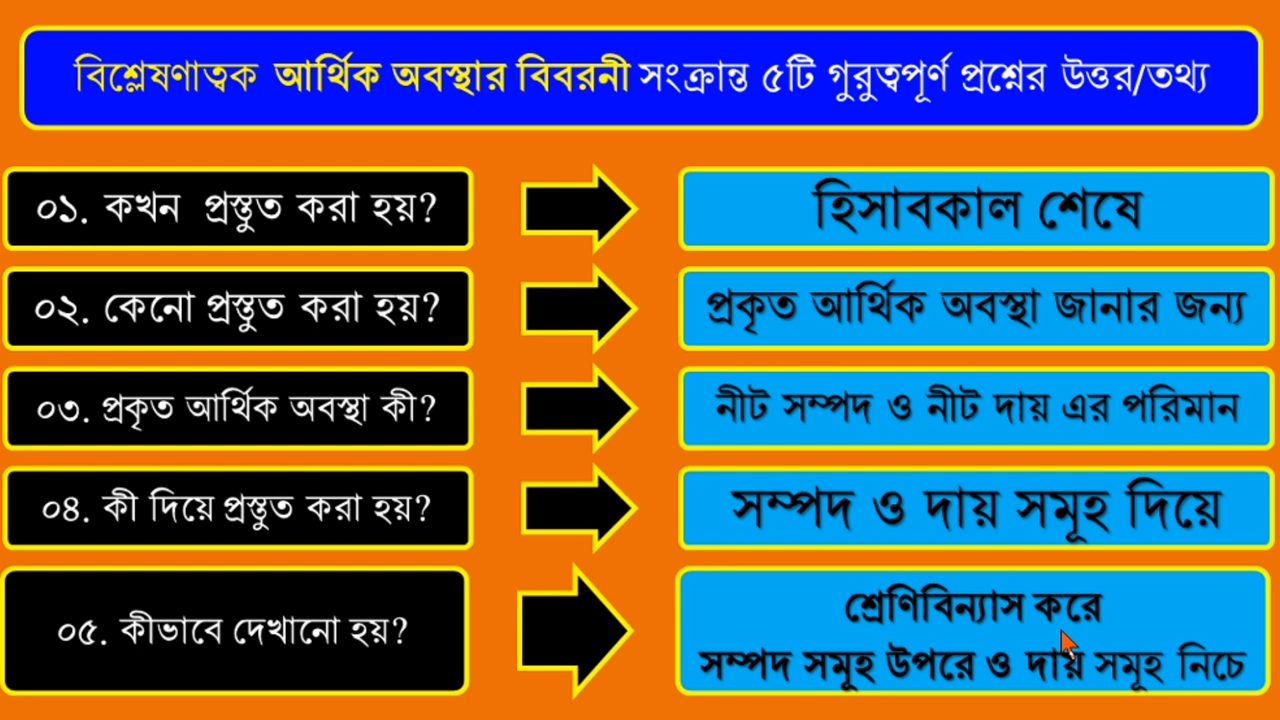 বিশ্লেষণাত্বক আর্থিক অবস্থার বিবরনী সংক্রান্ত ৫টি গুরুত্বপূর্ণ প্রশ্নের উত্তর/তথ্য
০১. কখন প্রস্তুত করা হয়?
হিসাবকাল শেষে
০২. কেনো প্রস্তুত করা হয়?
প্রকৃত আর্থিক অবস্থা জানার জন্য
০৩. প্রকৃত আর্থিক অবস্থা কী?
নীট সম্পদ ও নীট দায় এর পরিমান
০৪. কী দিয়ে প্রস্তুত করা হয়?
সম্পদ ও দায় সমূহ দিয়ে
০৫. কীভাবে দেখানো হয়?
শ্রেণিবিন্যাস করে
সম্পদ সমূহ উপরে ও দায় সমূহ নিচে